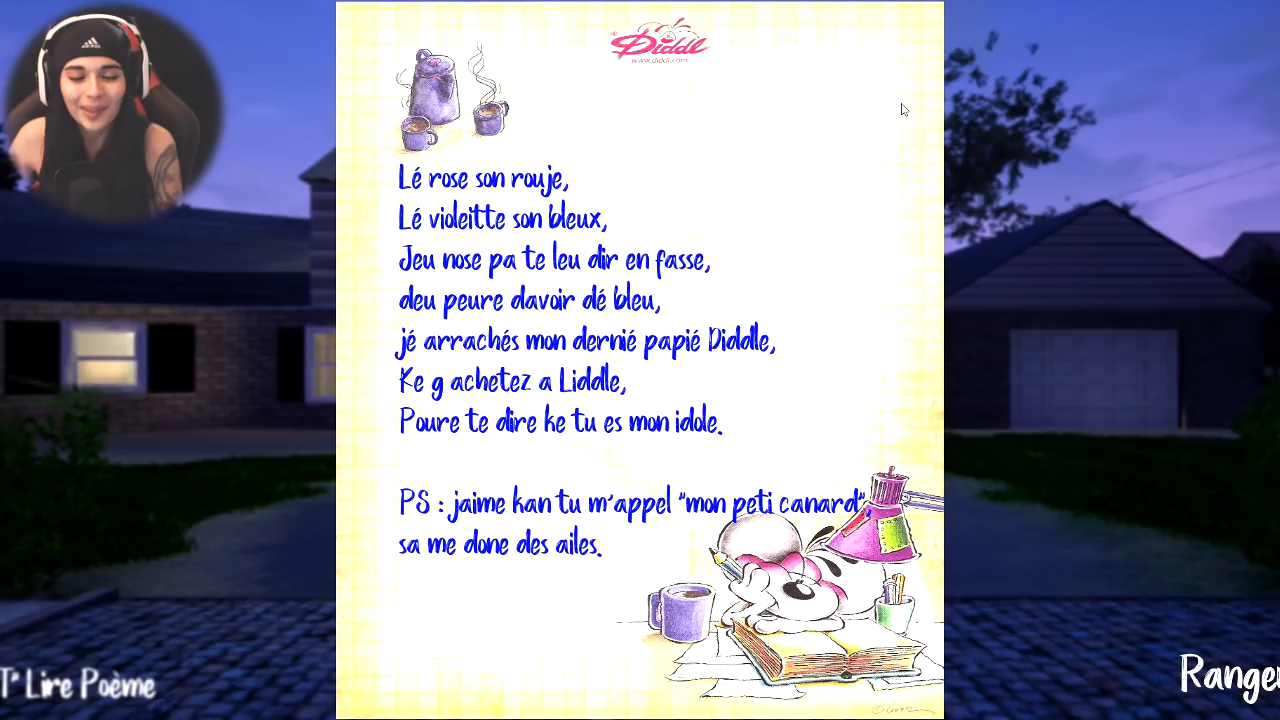 Diddl
www.diddl.com
Lé rose son rouje,
Lé violeitte son bleux,
Jeu nose pa te leu dir en fasse,
deu peure davoir dé bleu,
jé arrachés mon dernié papié Diddle,
Ke g achetez a Liddle,
Poure te dire ke tu es mon idole.
PS : jaime kan tu m'appel "mon peti canard",
sa me done des ailes.
Lire Poème
Ranger
adidas